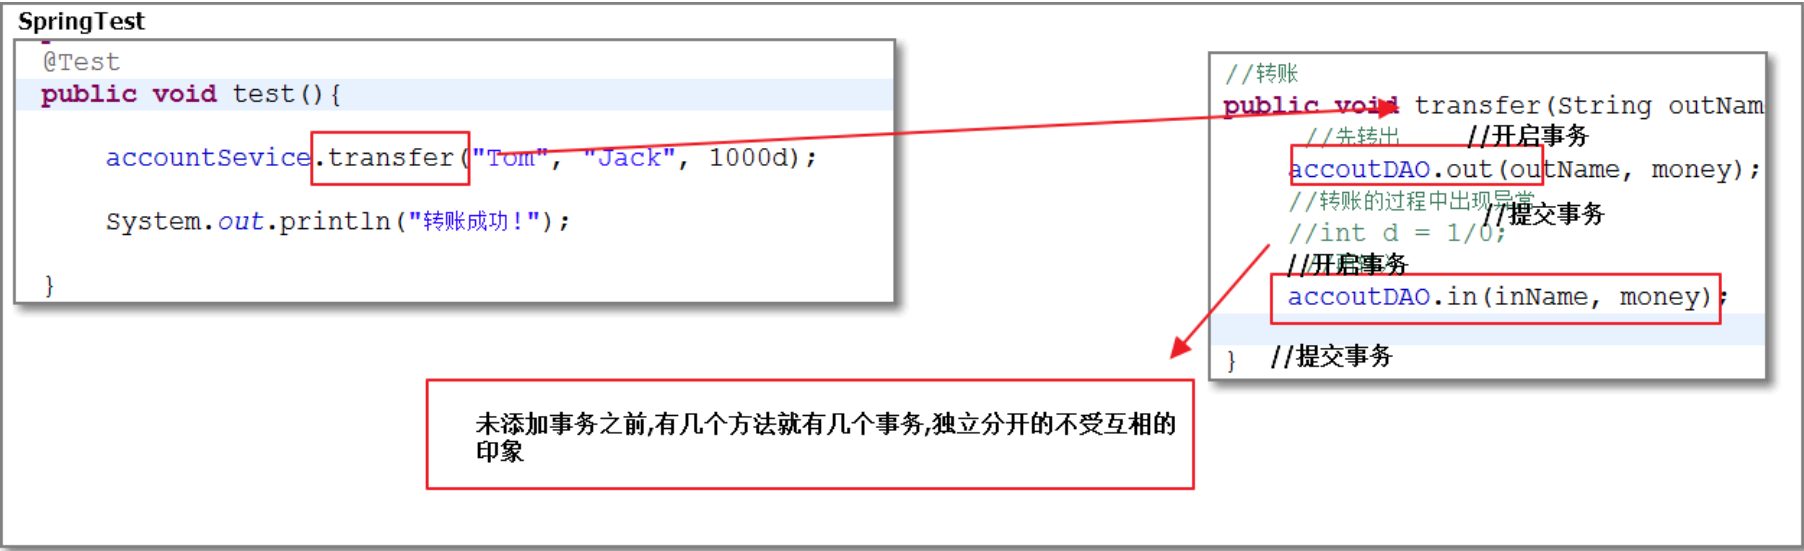 SpringTest
@Test
public void test(){
accountSevice.transfer("Tom", "Jack", 1000d);
System.out.println("转账成功!");
}
//转账
public void transfer(String outNam
//先转出 //开启事务
accoutDAO.out(outName, money);
//转账的过程中出现异常
//提交事务
//int d = 1/0;
//开启事务
accoutDAO.in(inName, money);
} //提交事务
未添加事务之前,有几个方法就有几个事务,独立分开的不受互相的
印象